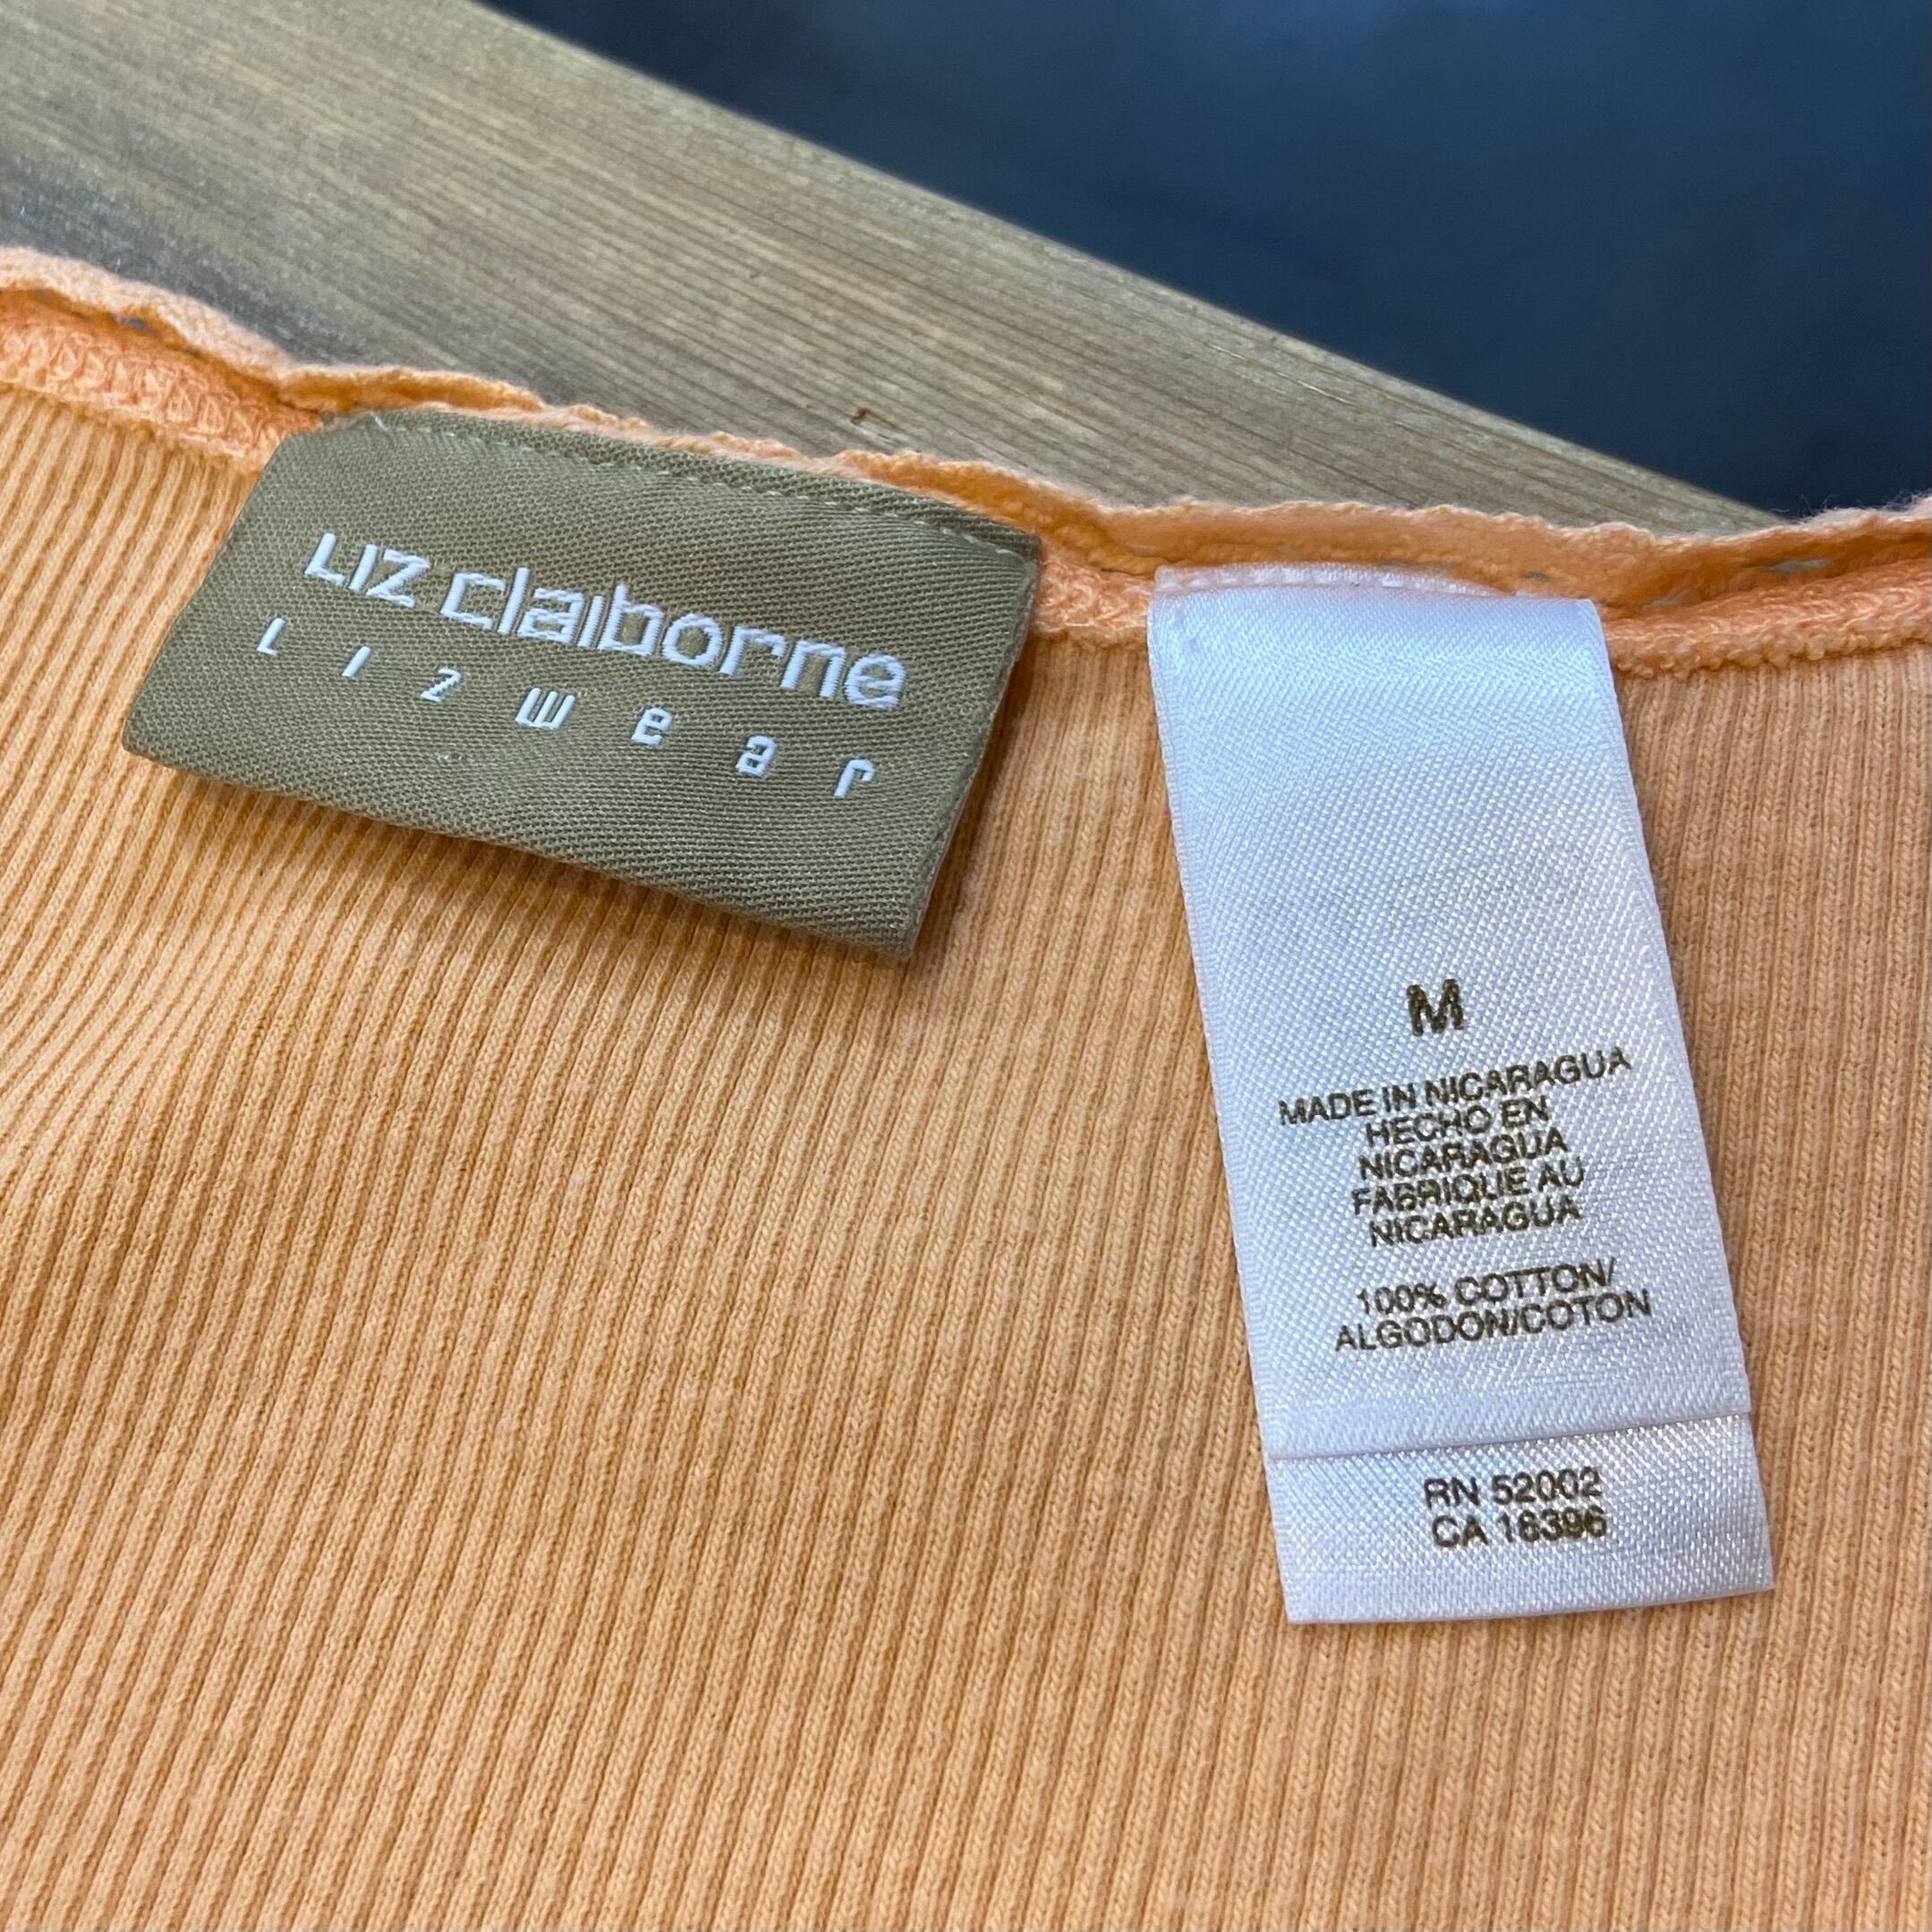 LIZ claiborne
Lizwear
M
MADE IN NICARAGUA
HECHO EN
NICARAGUA
FABRIQUE AU
NICARAGUA
100% COTTON/
ALGODON/COTON
RN 52002
CA 16396